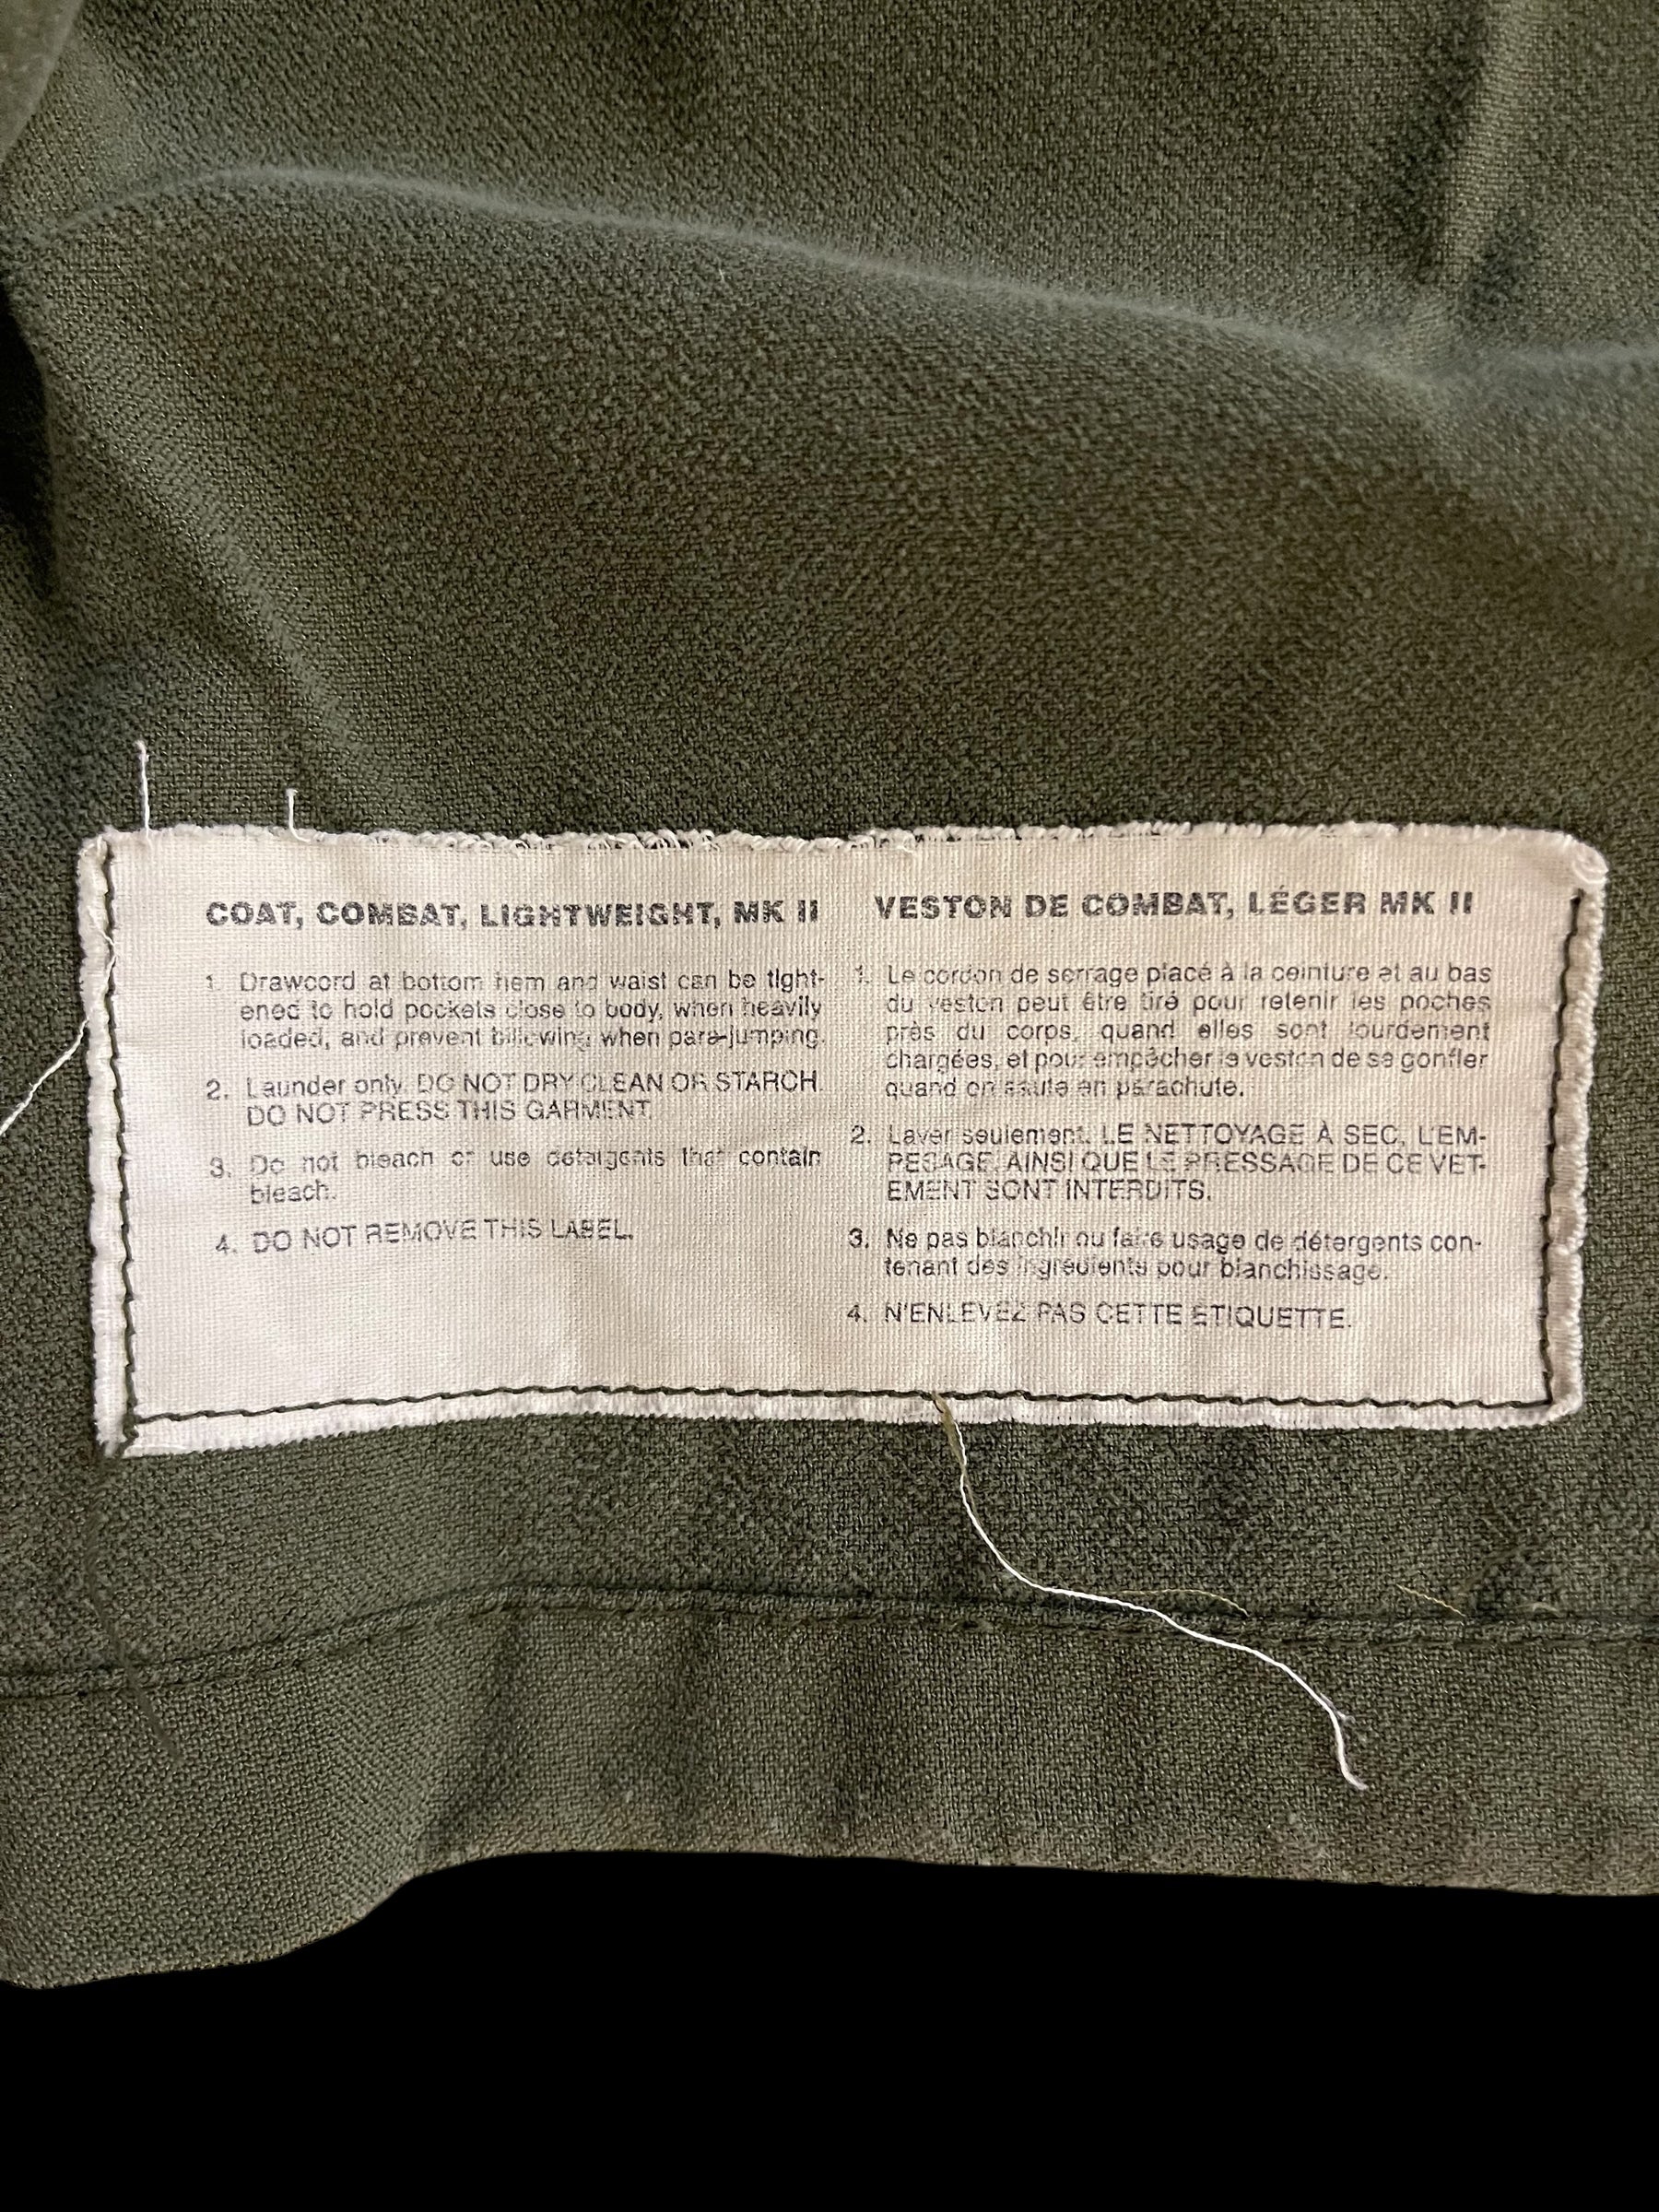 COAT, COMBAT, LIGHTWEIGHT, MK II
1. Drawcord at bottom hem and waist can be tight-
ened to hold pockets close to body, when heavily
loaded, and prevent billowing when para-jumping.
2. Launder only. DO NOT DRY CLEAN OR STARCH.
DO NOT PRESS THIS GARMENT.
3. Do not bleach or use detergents that contain
bleach.
4. DO NOT REMOVE THIS LABEL.
VESTON DE COMBAT, LÉGER MK II
1. Le cordon de serrage placé à la ceinture et au bas
du veston peut être tiré pour retenir les poches
près du corps, quand elles sont lourdement
chargées, et pour empêcher le veston de se gonfler
quand on saute en parachute.
2. Laver seulement. LE NETTOYAGE À SEC, L'EM-
PESAGE, AINSI QUE LE PRESSAGE DE CE VET-
EMENT SONT INTERDITS.
3. Ne pas blanchir ou faire usage de détergents con-
tenant des ingrédients pour blanchissage.
4. N'ENLEVEZ PAS CETTE ÉTIQUETTE.